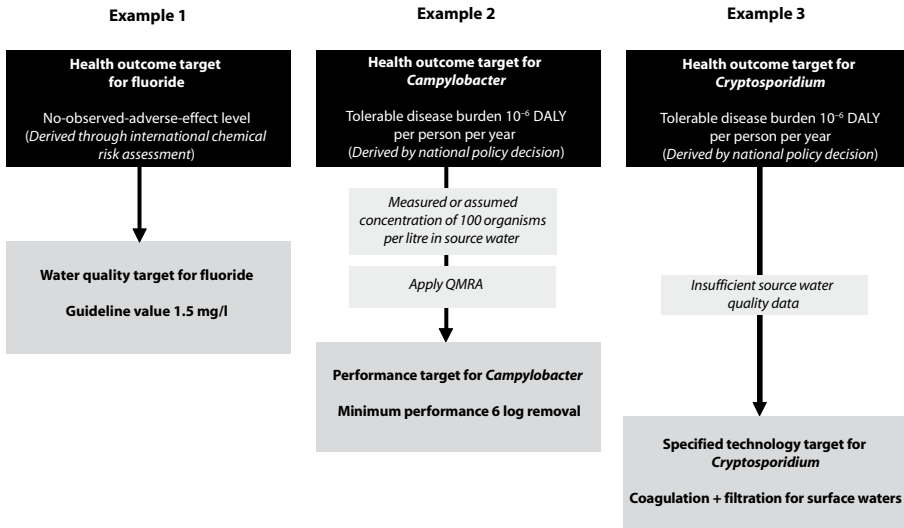 Example 1
Health outcome target
for fluoride
No-observed-adverse-effect level
(Derived through international chemical
risk assessment)
Water quality target for fluoride
Guideline value 1.5 mg/l
Example 2
Health outcome target for
Campylobacter
Tolerable disease burden 10⁻⁶ DALY
per person per year
(Derived by national policy decision)
Measured or assumed
concentration of 100 organisms
per litre in source water
Apply QMRA
Performance target for Campylobacter
Minimum performance 6 log removal
Example 3
Health outcome target for
Cryptosporidium
Tolerable disease burden 10⁻⁶ DALY
per person per year
(Derived by national policy decision)
Insufficient source water
quality data
Specified technology target for
Cryptosporidium
Coagulation + filtration for surface waters